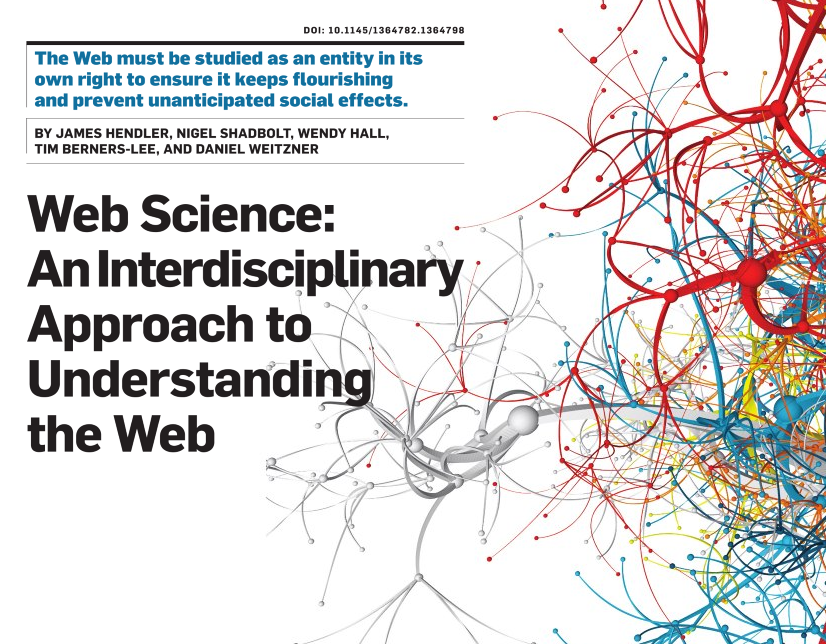 DOI: 10.1145/1364782.1364798
The Web must be studied as an entity in its
own right to ensure it keeps flourishing
and prevent unanticipated social effects.
BY JAMES HENDLER, NIGEL SHADBOLT, WENDY HALL,
TIM BERNERS-LEE, AND DANIEL WEITZNER
Web Science:
An Interdisciplinary
Approach to
Understanding
the Web